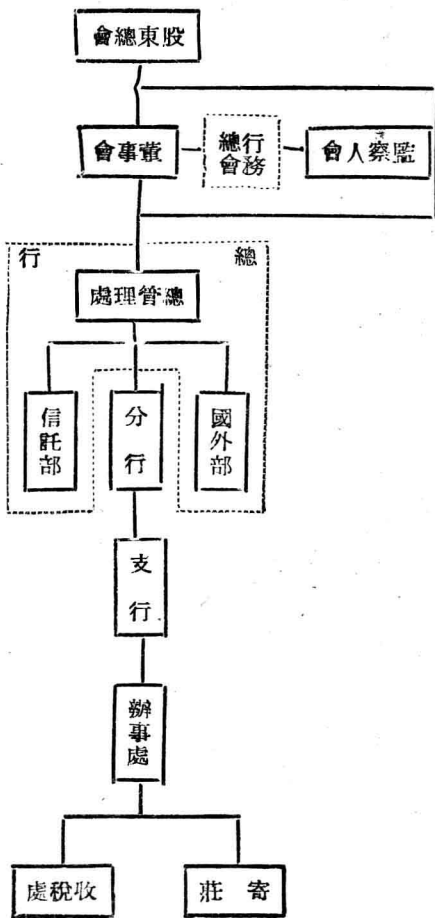 股東總會
監察人會
行務
總會
董事會
總行
總管理處
國外部
分行
信託部
支行
辦事處
寄莊
收稅處